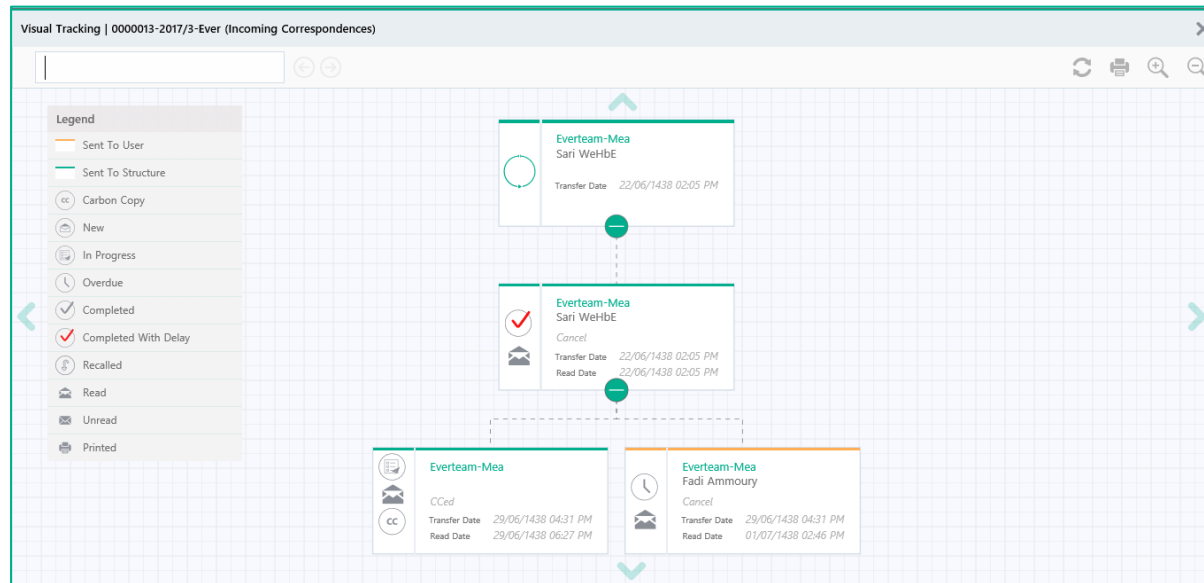 Visual Tracking | 0000013-2017/3-Ever (Incoming Correspondences)
Legend
Sent To User
Sent To Structure
cc Carbon Copy
New
In Progress
Overdue
Completed
Completed With Delay
Recalled
Read
Unread
Printed
Everteam-Mea
Sari WeHbE
Transfer Date 22/06/1438 02:05 PM
Everteam-Mea
Sari WeHbE
Cancel
Transfer Date 22/06/1438 02:05 PM
Read Date 22/06/1438 02:05 PM
Everteam-Mea
CCed
cc
Transfer Date 29/06/1438 04:31 PM
Read Date 29/06/1438 06:27 PM
Everteam-Mea
Fadi Ammoury
Cancel
Transfer Date 29/06/1438 04:31 PM
Read Date 01/07/1438 02:46 PM